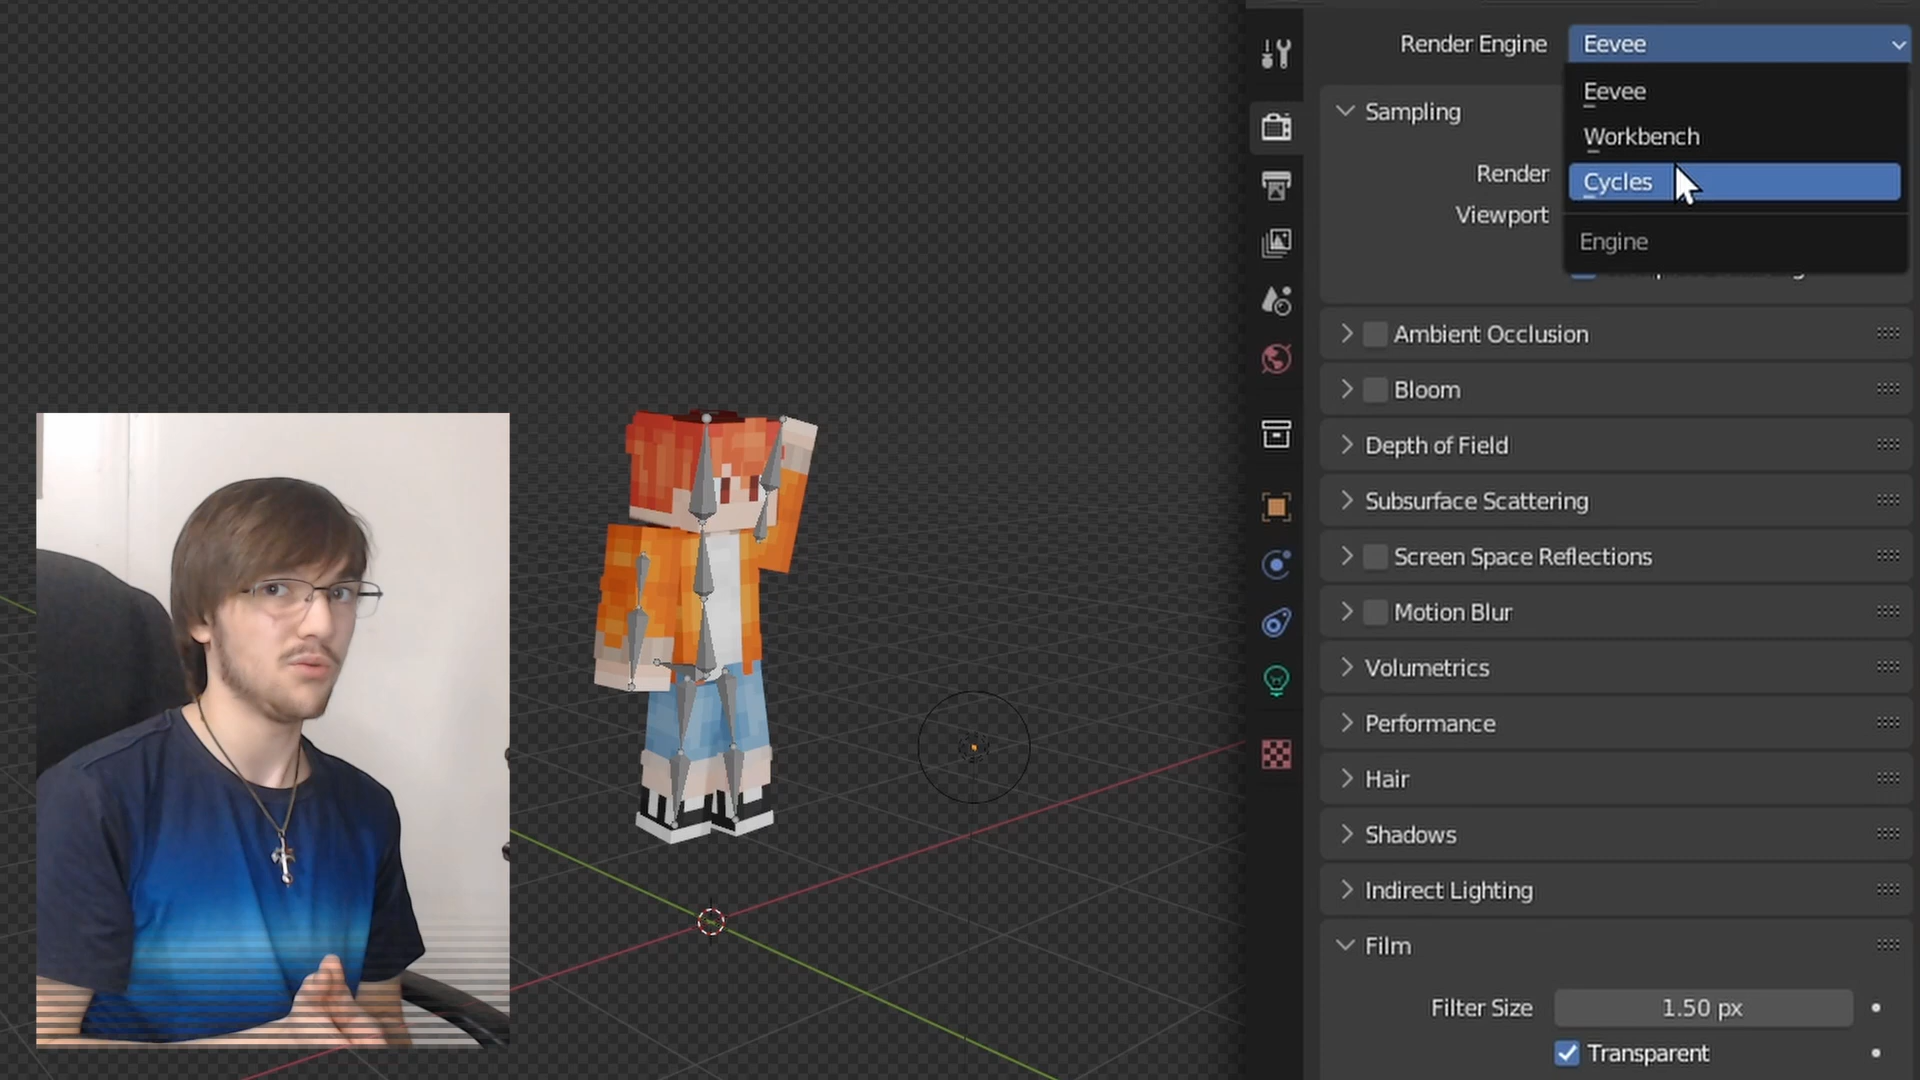 Render Engine Eevee
Eevee
Sampling
Workbench
Render
Cycles
Viewport
Engine
Ambient Occlusion
Bloom
Depth of Field
Subsurface Scattering
Screen Space Reflections
Motion Blur
Volumetrics
Performance
Hair
Shadows
Indirect Lighting
Film
Filter Size 1.50 px
Transparent